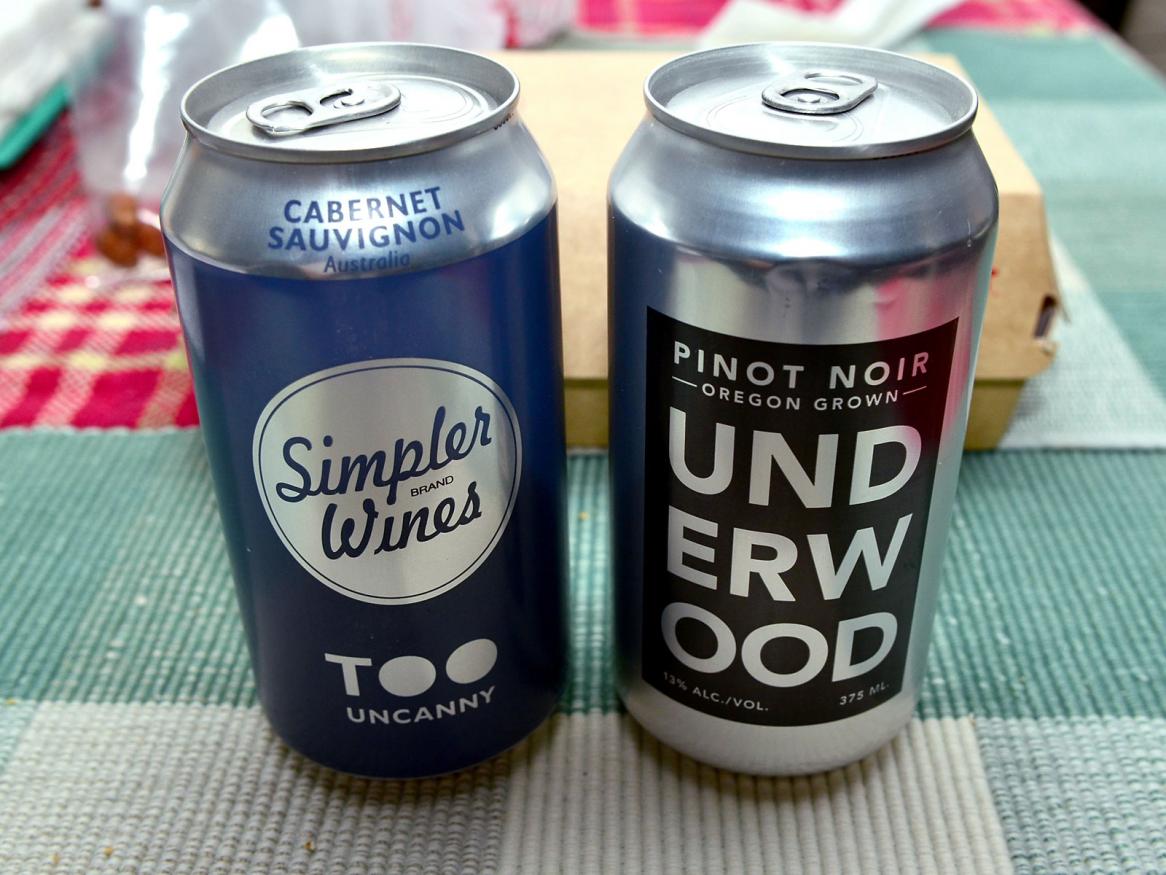 CABERNET
SAUVIGNON
Australia
Simpler
BRAND
Wines
TOO
UNCANNY
PINOT NOIR
OREGON GROWN
UND
ERW
OOD
13% ALC./VOL. 375 ML.